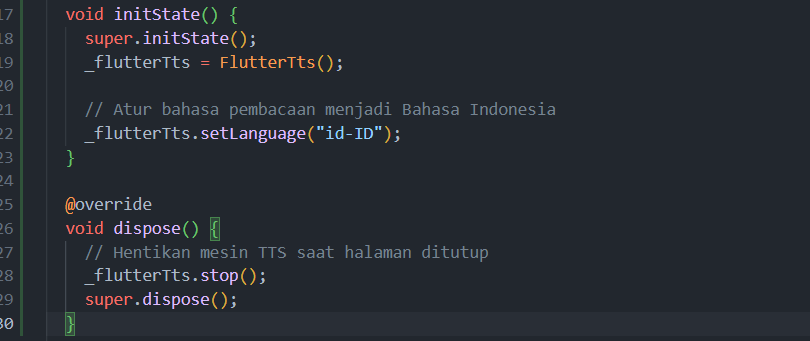 17 void initState() {
18 super.initState();
19 _flutterTts = FlutterTts();
20
21 // Atur bahasa pembacaan menjadi Bahasa Indonesia
22 _flutterTts.setLanguage("id-ID");
23 }
24
25 @override
26 void dispose() {
27 // Hentikan mesin TTS saat halaman ditutup
28 _flutterTts.stop();
29 super.dispose();
30 }